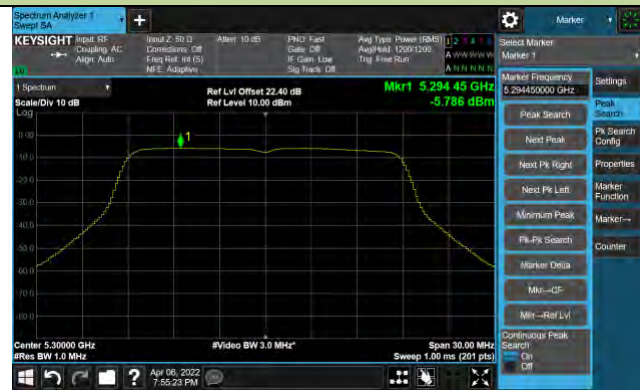 Spectrum Analyzer 1
Swept SA
+
Marker
KEYSIGHT
Input: RF
Coupling: AC
Align: Auto
Input Z: 50 Ω
Corrections: Off
Freq Ref: Int (S)
NFE: Adaptive
Atten: 10 dB
PNO: Fast
Gate: Off
IF Gain: Low
Sig Track: Off
Avg Type: Power (RMS)
Avg|Hold: 1200/1200
Trig: Free Run
1 2 3 4 5 6
A W W W W W
A N N N N N
Select Marker
Marker 1
1 Spectrum
Scale/Div 10 dB
Log
Ref Lvl Offset 22.40 dB
Ref Level 10.00 dBm
Mkr1 5.294 45 GHz
-5.786 dBm
Marker Frequency
5.294450000 GHz
Peak Search
Next Peak
Next Pk Right
Next Pk Left
Minimum Peak
Pk-Pk Search
Marker Delta
Mkr→CF
Mkr→Ref Lvl
Continuous Peak
Search
On
Off
Settings
Peak
Search
Pk Search
Config
Properties
Marker
Function
Marker→
Counter
1
0.00
-10.0
-20.0
-30.0
-40.0
-50.0
-60.0
-70.0
-80.0
Center 5.30000 GHz
#Res BW 1.0 MHz
#Video BW 3.0 MHz*
Span 30.00 MHz
Sweep 1.00 ms (201 pts)
?
Apr 06, 2022
7:55:23 PM